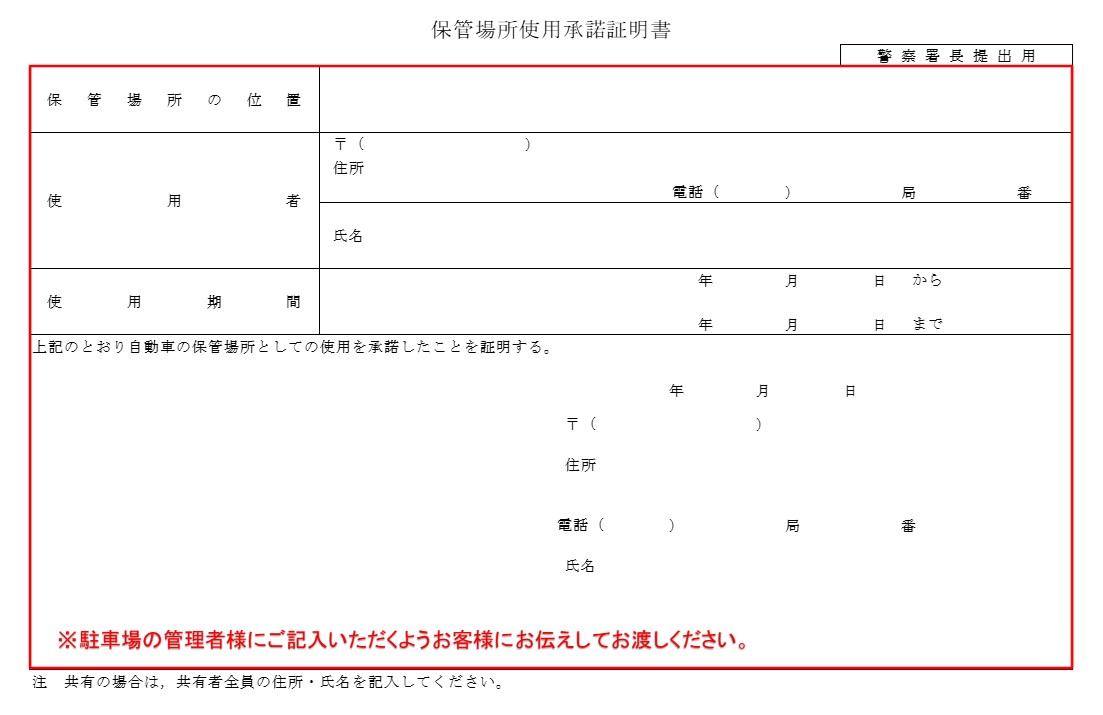 保管場所使用承諾証明書
警察署長提出用
保管場所の位置
使用者
〒（　　　）
住所
電話（　　）　　局　　番
氏名
使用期間
年　月　日　から
年　月　日　まで
上記のとおり自動車の保管場所としての使用を承諾したことを証明する。
年　月　日
〒（　　　）
住所
電話（　　）　　局　　番
氏名
※駐車場の管理者様にご記入いただくようお客様にお伝えしてお渡しください。
注　共有の場合は，共有者全員の住所・氏名を記入してください。